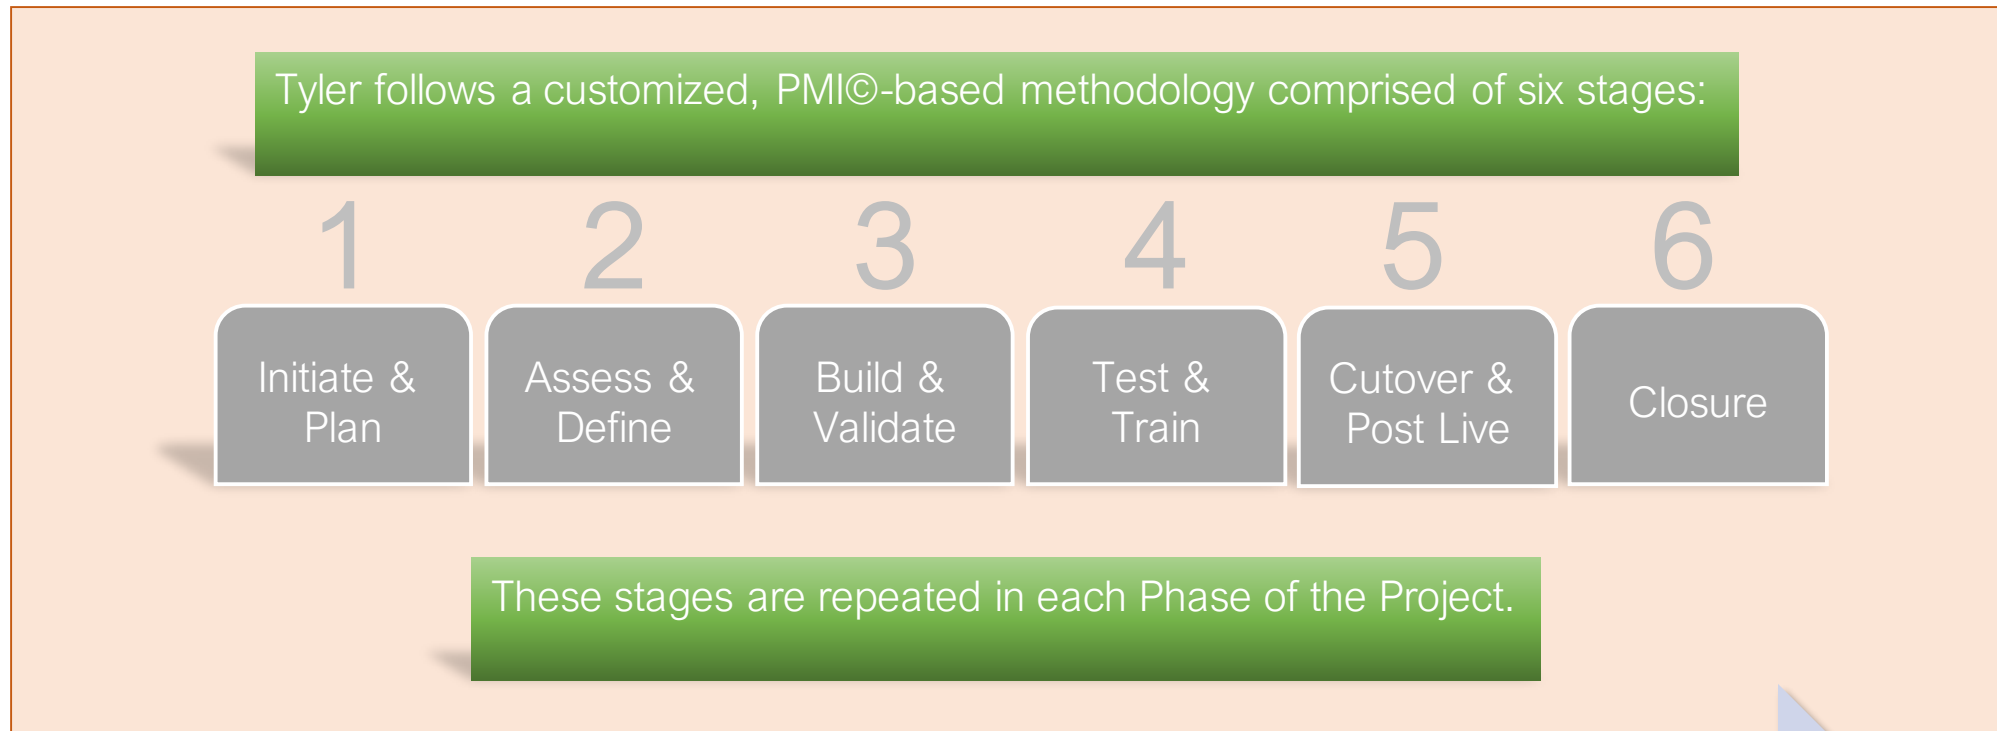 Tyler follows a customized, PMI©-based methodology comprised of six stages:
1
2
3
4
5
6
Initiate &
Plan
Assess &
Define
Build &
Validate
Test &
Train
Cutover &
Post Live
Closure
These stages are repeated in each Phase of the Project.